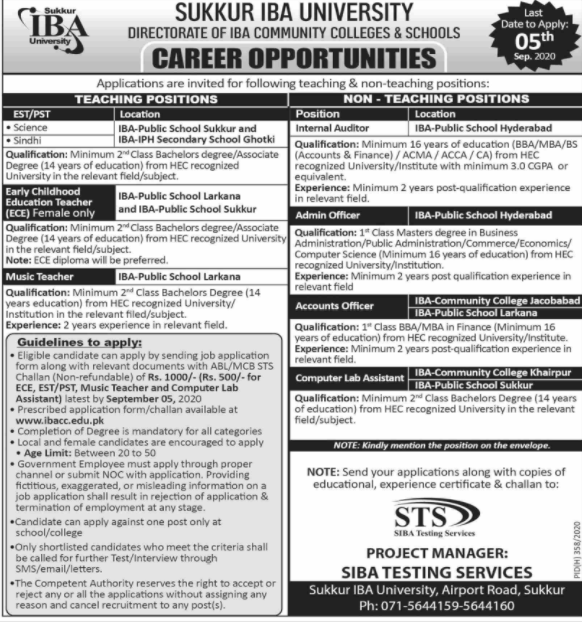 Sukkur
IBA
University
SUKKUR IBA UNIVERSITY
DIRECTORATE OF IBA COMMUNITY COLLEGES & SCHOOLS
CAREER OPPORTUNITIES
Last
Date to Apply:
05th
Sep. 2020
Applications are invited for following teaching & non-teaching positions:
TEACHING POSITIONS
EST/PST Location
• Science
• Sindhi
IBA-Public School Sukkur and
IBA-IPH Secondary School Ghotki
Qualification: Minimum 2nd Class Bachelors degree/Associate
Degree (14 years of education) from HEC recognized
University in the relevant field/subject.
Early Childhood
Education Teacher
(ECE) Female only
IBA-Public School Larkana
and IBA-Public School Sukkur
Qualification: Minimum 2nd Class Bachelors degree/Associate
Degree (14 years of education) from HEC recognized University
in the relevant field/subject.
Note: ECE diploma will be preferred.
Music Teacher IBA-Public School Larkana
Qualification: Minimum 2nd Class Bachelors Degree (14
years education) from HEC recognized University/
Institution in the relevant filed/subject.
Experience: 2 years experience in relevant field.
Guidelines to apply:
• Eligible candidate can apply by sending job application
form along with relevant documents with ABL/MCB STS
Challan (Non-refundable) of Rs. 1000/- (Rs. 500/- for
ECE, EST/PST, Music Teacher and Computer Lab
Assistant) latest by September 05, 2020
• Prescribed application form/challan available at
www.ibacc.edu.pk
• Completion of Degree is mandatory for all categories
• Local and female candidates are encouraged to apply
• Age Limit: Between 20 to 50
• Government Employee must apply through proper
channel or submit NOC with application. Providing
fictitious, exaggerated, or misleading information on a
job application shall result in rejection of application &
termination of employment at any stage.
•Candidate can apply against one post only at
school/college
•Only shortlisted candidates who meet the criteria shall
be called for further Test/Interview through
SMS/email/letters.
•The Competent Authority reserves the right to accept or
reject any or all the applications without assigning any
reason and cancel recruitment to any post(s).
NON - TEACHING POSITIONS
Position Location
Internal Auditor IBA-Public School Hyderabad
Qualification: Minimum 16 years of education (BBA/MBA/BS
(Accounts & Finance) / ACMA / ACCA / CA) from HEC
recognized University/Institute with minimum 3.0 CGPA or
equivalent.
Experience: Minimum 2 years post-qualification experience
in relevant field.
Admin Officer IBA-Public School Hyderabad
Qualification: 1st Class Masters degree in Business
Administration/Public Administration/Commerce/Economics/
Computer Science (Minimum 16 years of education) from HEC
recognized University/Institution.
Experience: Minimum 2 years post qualification experience in
relevant field
Accounts Officer
IBA-Community College Jacobabad
IBA-Public School Larkana
Qualification: 1st Class BBA/MBA in Finance (Minimum 16
years of education) from HEC recognized University/Institute.
Experience: Minimum 2 years post-qualification experience in
relevant field.
Computer Lab Assistant
IBA-Community College Khairpur
IBA-Public School Sukkur
Qualification: Minimum 2nd Class Bachelors Degree (14 years
of education) from HEC recognized University in the relevant
field/subject.
NOTE: Kindly mention the position on the envelope.
NOTE: Send your applications along with copies of
educational, experience certificate & challan to:
STS
SIBA Testing Services
PROJECT MANAGER:
SIBA TESTING SERVICES
Sukkur IBA University, Airport Road, Sukkur
Ph: 071-5644159-5644160
PID(H) 358/2020